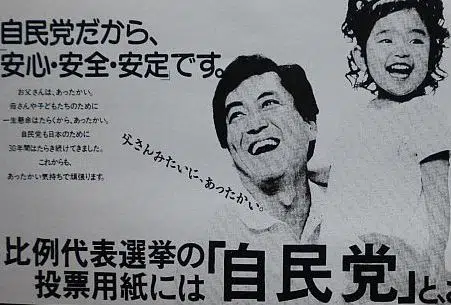 自民党だから、
「安心・安全・安定」です。
お父さんは、あったかい。
母さんや子どもたちのために
一生懸命はたらくから、あったかい。
自民党も日本のために
30年間はたらき続けてきました。
これからも、
あったかい気持ちで頑張ります。
父さんみたいに、あったかい。
比例代表選挙の
投票用紙には
「自民党」と、